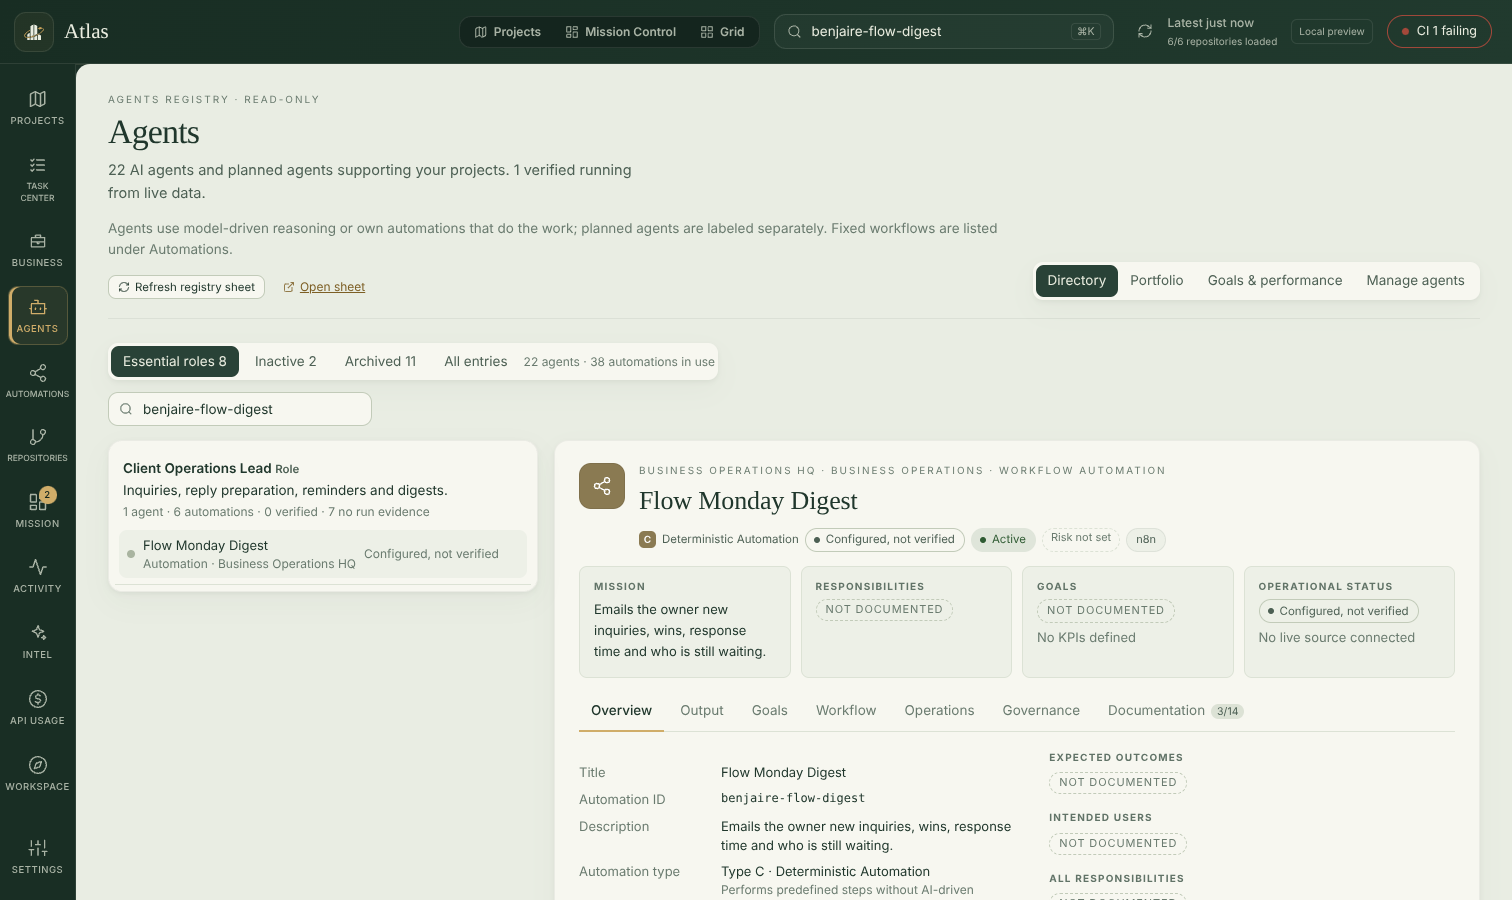 Atlas
Projects
Mission Control
Grid
benjaire-flow-digest
⌘K
Latest just now
6/6 repositories loaded
Local preview
CI 1 failing
PROJECTS
TASK
CENTER
BUSINESS
AGENTS
AUTOMATIONS
REPOSITORIES
2
MISSION
ACTIVITY
INTEL
API USAGE
WORKSPACE
SETTINGS
AGENTS REGISTRY · READ-ONLY
Agents
22 AI agents and planned agents supporting your projects. 1 verified running
from live data.
Agents use model-driven reasoning or own automations that do the work; planned agents are labeled separately. Fixed workflows are listed
under Automations.
Refresh registry sheet
Open sheet
Directory
Portfolio
Goals & performance
Manage agents
Essential roles 8
Inactive 2
Archived 11
All entries
22 agents · 38 automations in use
benjaire-flow-digest
Client Operations Lead Role
Inquiries, reply preparation, reminders and digests.
1 agent · 6 automations · 0 verified · 7 no run evidence
Flow Monday Digest
Automation · Business Operations HQ
Configured, not verified
BUSINESS OPERATIONS HQ · BUSINESS OPERATIONS · WORKFLOW AUTOMATION
Flow Monday Digest
C Deterministic Automation
Configured, not verified
Active
Risk not set
n8n
MISSION
Emails the owner new
inquiries, wins, response
time and who is still waiting.
RESPONSIBILITIES
NOT DOCUMENTED
GOALS
NOT DOCUMENTED
No KPIs defined
OPERATIONAL STATUS
Configured, not verified
No live source connected
Overview
Output
Goals
Workflow
Operations
Governance
Documentation 3/14
Title
Flow Monday Digest
Automation ID
benjaire-flow-digest
Description
Emails the owner new inquiries, wins, response
time and who is still waiting.
Automation type
Type C · Deterministic Automation
Performs predefined steps without AI-driven
EXPECTED OUTCOMES
NOT DOCUMENTED
INTENDED USERS
NOT DOCUMENTED
ALL RESPONSIBILITIES